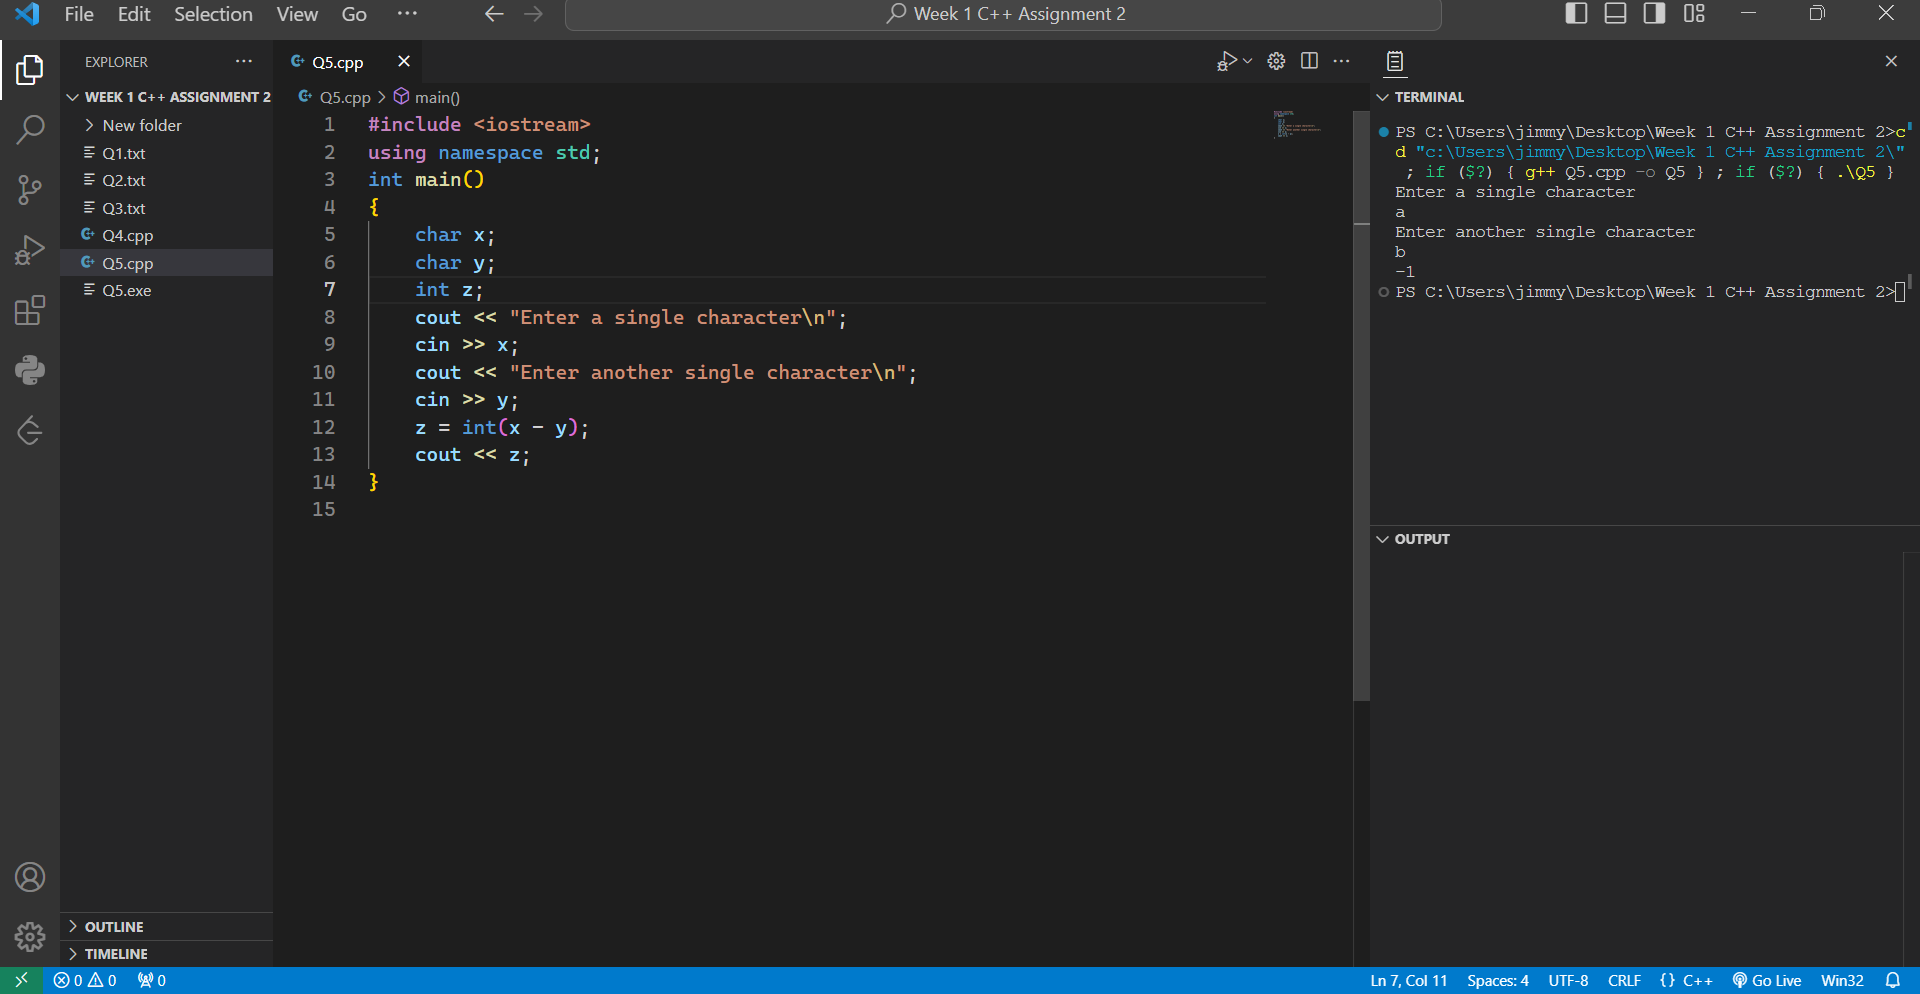 File Edit Selection View Go ··· ← → Week 1 C++ Assignment 2
EXPLORER ···
WEEK 1 C++ ASSIGNMENT 2
New folder
Q1.txt
Q2.txt
Q3.txt
Q4.cpp
Q5.cpp
Q5.exe
OUTLINE
TIMELINE
Q5.cpp
Q5.cpp > main()
1 #include <iostream>
2 using namespace std;
3 int main()
4 {
5 char x;
6 char y;
7 int z;
8 cout << "Enter a single character\n";
9 cin >> x;
10 cout << "Enter another single character\n";
11 cin >> y;
12 z = int(x - y);
13 cout << z;
14 }
15
TERMINAL
PS C:\Users\jimmy\Desktop\Week 1 C++ Assignment 2>c
d "c:\Users\jimmy\Desktop\Week 1 C++ Assignment 2\"
; if ($?) { g++ Q5.cpp -o Q5 } ; if ($?) { .\Q5 }
Enter a single character
a
Enter another single character
b
-1
PS C:\Users\jimmy\Desktop\Week 1 C++ Assignment 2>
OUTPUT
0 0 0 Ln 7, Col 11 Spaces: 4 UTF-8 CRLF {} C++ Go Live Win32